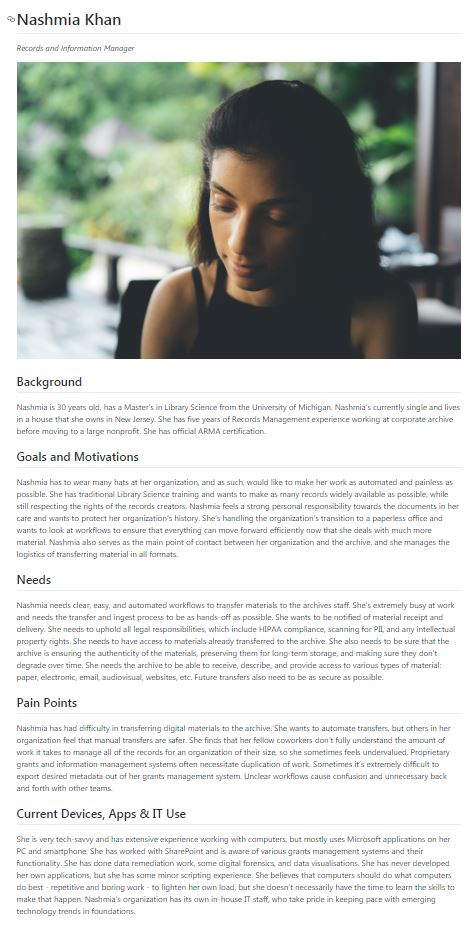 Nashmia Khan
Records and Information Manager
Background
Nashmia is 30 years old, has a Master's in Library Science from the University of Michigan. Nashmia's currently single and lives
in a house that she owns in New Jersey. She has five years of Records Management experience working at corporate archive
before moving to a large nonprofit. She has official ARMA certification.
Goals and Motivations
Nashmia has to wear many hats at her organization, and as such, would like to make her work as automated and painless as
possible. She has traditional Library Science training and wants to make as many records widely available as possible, while
still respecting the rights of the records creators. Nashmia feels a strong personal responsibility towards the documents in her
care and wants to protect her organization's history. She's handling the organization's transition to a paperless office and
wants to look at workflows to ensure that everything can move forward efficiently now that she deals with much more
material. Nashmia also serves as the main point of contact between her organization and the archive, and she manages the
logistics of transferring material in all formats.
Needs
Nashmia needs clear, easy, and automated workflows to transfer materials to the archives staff. She's extremely busy at work
and needs the transfer and ingest process to be as hands-off as possible. She wants to be notified of material receipt and
delivery. She needs to uphold all legal responsibilities, which include HIPAA compliance, scanning for PII, and any intellectual
property rights. She needs to have access to materials already transferred to the archive. She also needs to be sure that the
archive is ensuring the authenticity of the materials, preserving them for long-term storage, and making sure they don't
degrade over time. She needs the archive to be able to receive, describe, and provide access to various types of material:
paper, electronic, email, audiovisual, websites, etc. Future transfers also need to be as secure as possible.
Pain Points
Nashmia has had difficulty in transferring digital materials to the archive. She wants to automate transfers, but others in her
organization feel that manual transfers are safer. She finds that her fellow coworkers don't fully understand the amount of
work it takes to manage all of the records for an organization of their size, so she sometimes feels undervalued. Proprietary
grants and information management systems often necessitate duplication of work. Sometimes it's extremely difficult to
export desired metadata out of her grants management system. Unclear workflows cause confusion and unnecessary back
and forth with other teams.
Current Devices, Apps & IT Use
She is very tech-savvy and has extensive experience working with computers, but mostly uses Microsoft applications on her
PC and smartphone. She has worked with SharePoint and is aware of various grants management systems and their
functionality. She has done data remediation work, some digital forensics, and data visualisations. She has never developed
her own applications, but she has some minor scripting experience. She believes that computers should do what computers
do best - repetitive and boring work - to lighten her own load, but she doesn't necessarily have the time to learn the skills to
make that happen. Nashmia's organization has its own in-house IT staff, who take pride in keeping pace with emerging
technology trends in foundations.